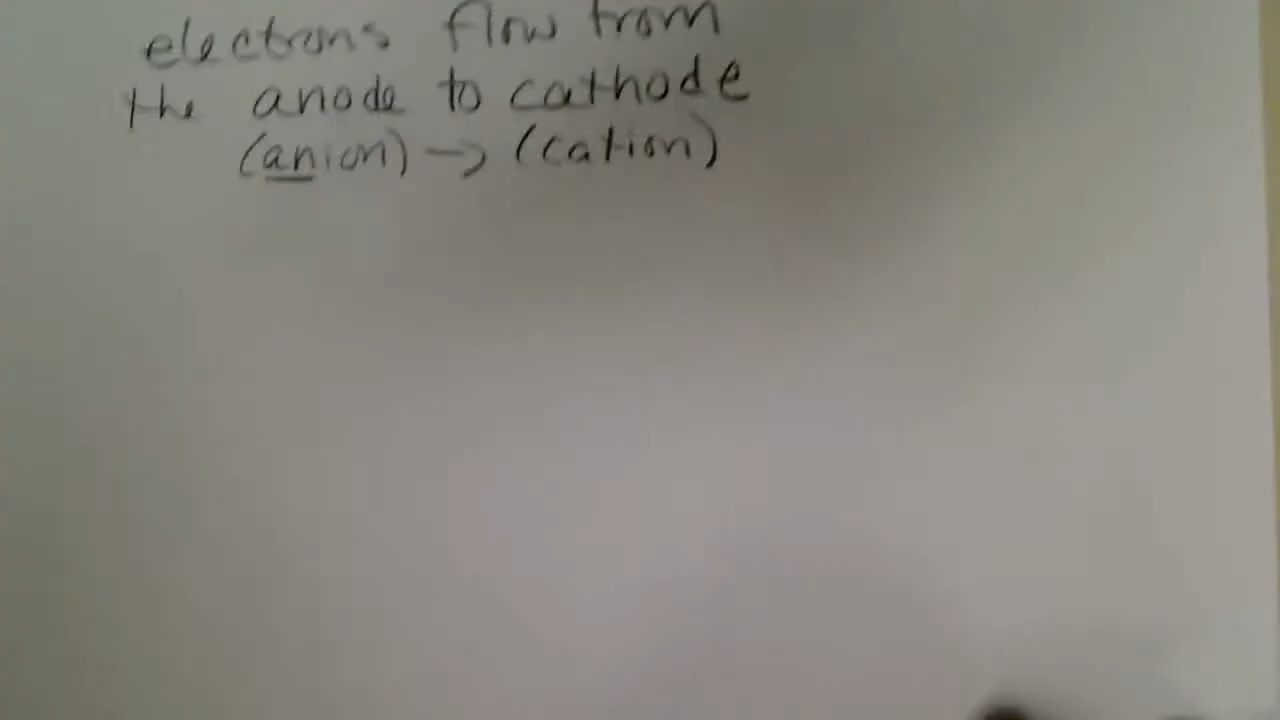 electrons flow from
the anode to cathode
(anion) → (cation)